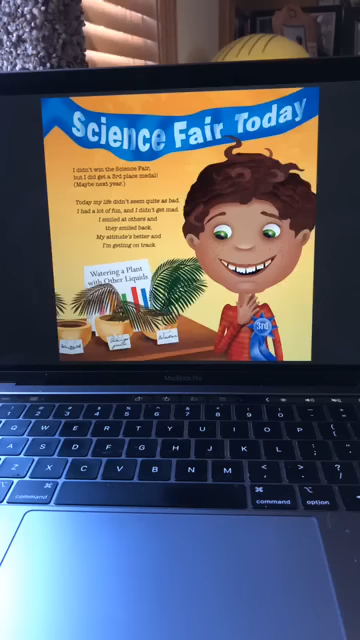 Science Fair Today
I didn't win the Science Fair,
but I did get a 3rd place medal!
(Maybe next year.)
Today my life didn't seem quite as bad.
I had a lot of fun, and I didn't get mad.
I smiled at others and
they smiled back.
My attitude's better and
I'm getting on track.
Watering a Plant
with Other Liquids
3rd
MacBook Pro
Q W E R T Y U I O P
A S D F G H J K L
Z X C V B N M
command command option